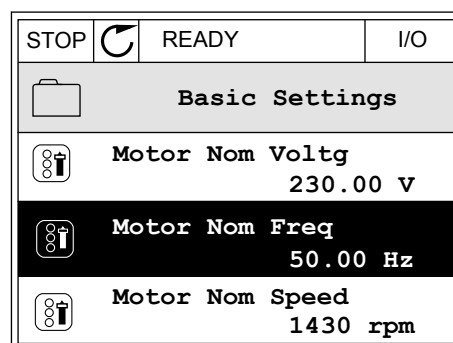 STOP READY I/O
Basic Settings
Motor Nom Voltg
230.00 V
Motor Nom Freq
50.00 Hz
Motor Nom Speed
1430 rpm